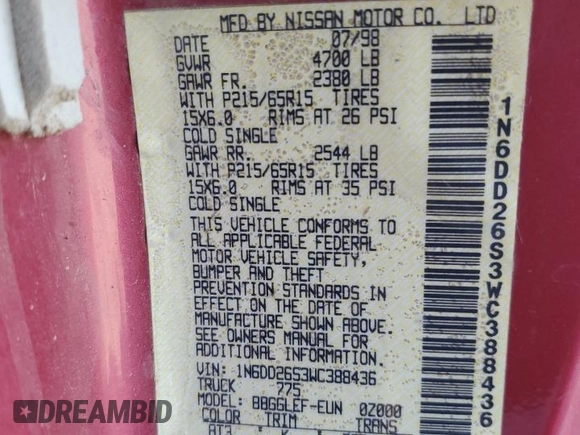 MFD BY NISSAN MOTOR CO. LTD
DATE 07/98
GVWR 4700 LB
GAWR FR. 2380 LB
WITH P215/65R15 TIRES
15X6.0 RIMS AT 26 PSI
COLD SINGLE
GAWR RR. 2544 LB
WITH P215/65R15 TIRES
15X6.0 RIMS AT 35 PSI
COLD SINGLE
THIS VEHICLE CONFORMS TO
ALL APPLICABLE FEDERAL
MOTOR VEHICLE SAFETY,
BUMPER AND THEFT
PREVENTION STANDARDS IN
EFFECT ON THE DATE OF
MANUFACTURE SHOWN ABOVE.
SEE OWNERS MANUAL FOR
ADDITIONAL INFORMATION.
VIN: 1N6DD26S3WC388436
TRUCK 775
MODEL: BBGGLEF-EUN 02000
COLOR TRIM TRANS
AT3 K
1N6DD26S3WC388436
BIDHISTORY